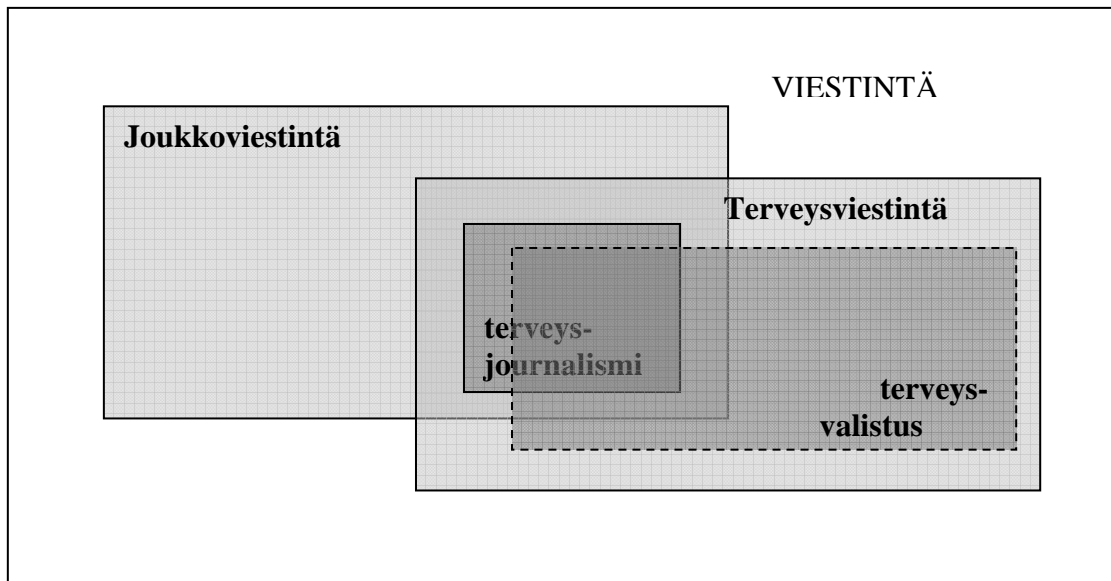 VIESTINTÄ
Joukkoviestintä
Terveysviestintä
terveys-
journalismi
terveys-
valistus